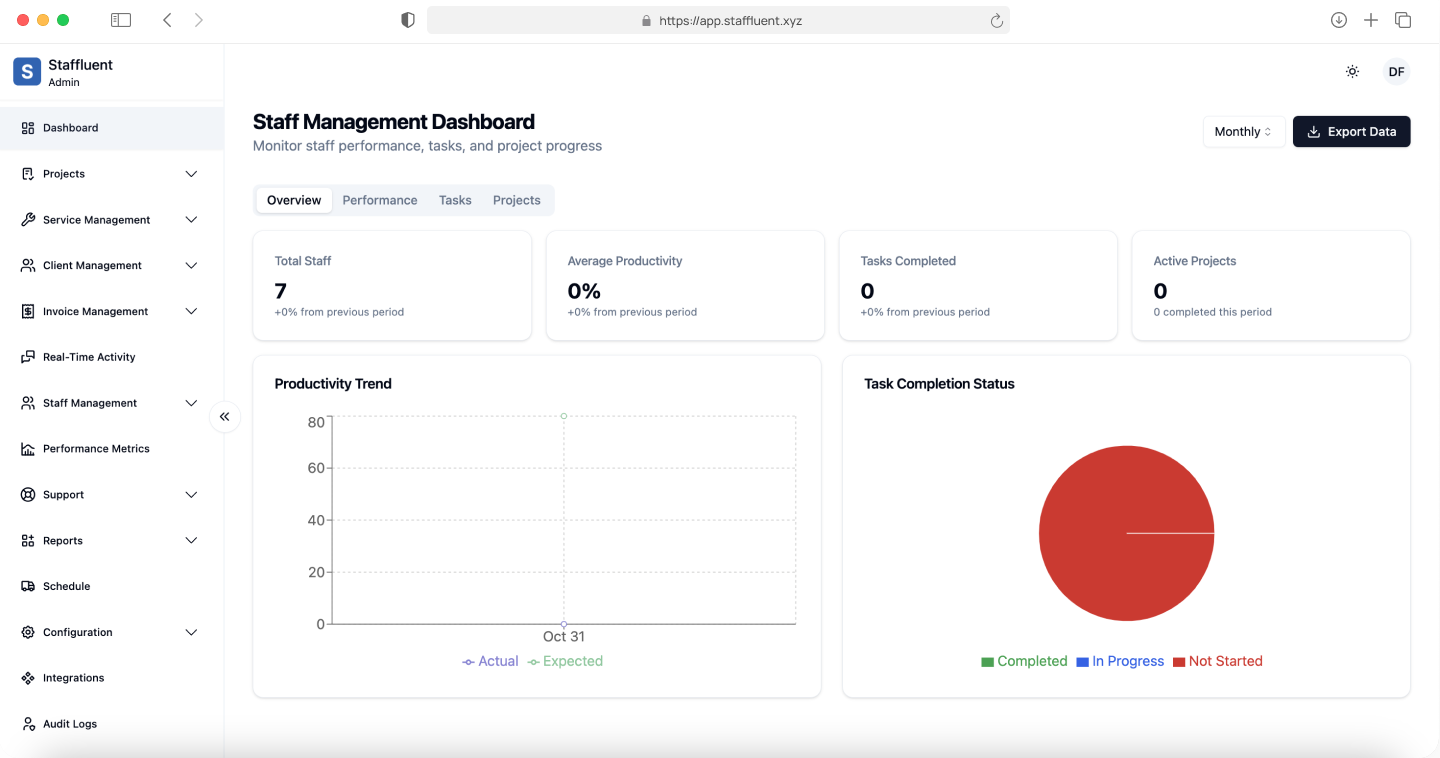 https://app.staffluent.xyz
S
Staffluent
Admin
DF
Dashboard
Projects
Service Management
Client Management
Invoice Management
Real-Time Activity
Staff Management
Performance Metrics
Support
Reports
Schedule
Configuration
Integrations
Audit Logs
Staff Management Dashboard
Monitor staff performance, tasks, and project progress
Monthly
Export Data
Overview Performance Tasks Projects
Total Staff
7
+0% from previous period
Average Productivity
0%
+0% from previous period
Tasks Completed
0
+0% from previous period
Active Projects
0
0 completed this period
Productivity Trend
80
60
40
20
0
Oct 31
Actual Expected
Task Completion Status
Completed In Progress Not Started